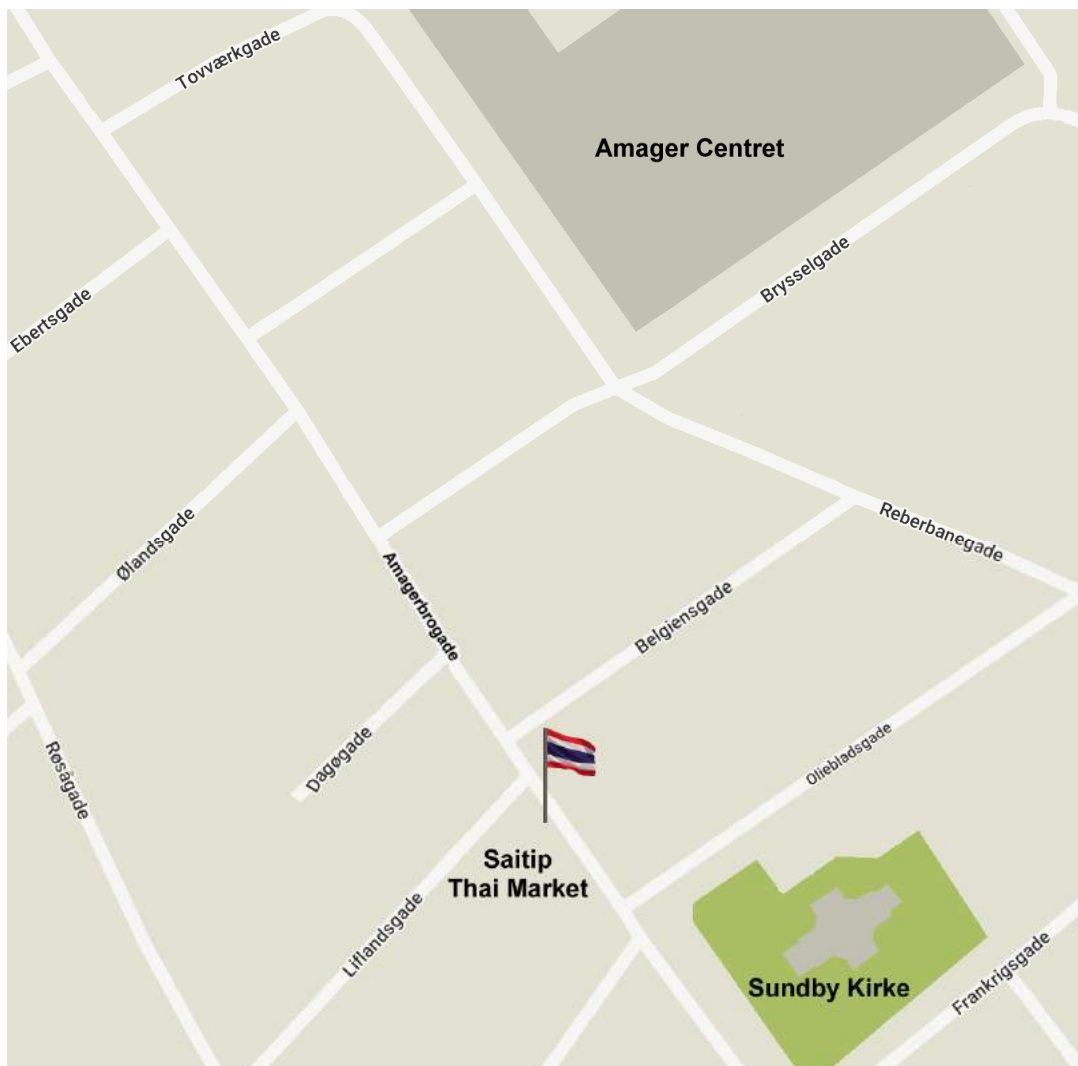 Tovværkgade
Amager Centret
Brysselgade
Ebertsgade
Ølandsgade
Reberbanegade
Amagerbrogade
Belgiensgade
Dagøgade
Røsågade
Oliebladsgade
Saitip
Thai Market
Liflandsgade
Sundby Kirke
Frankrigsgade